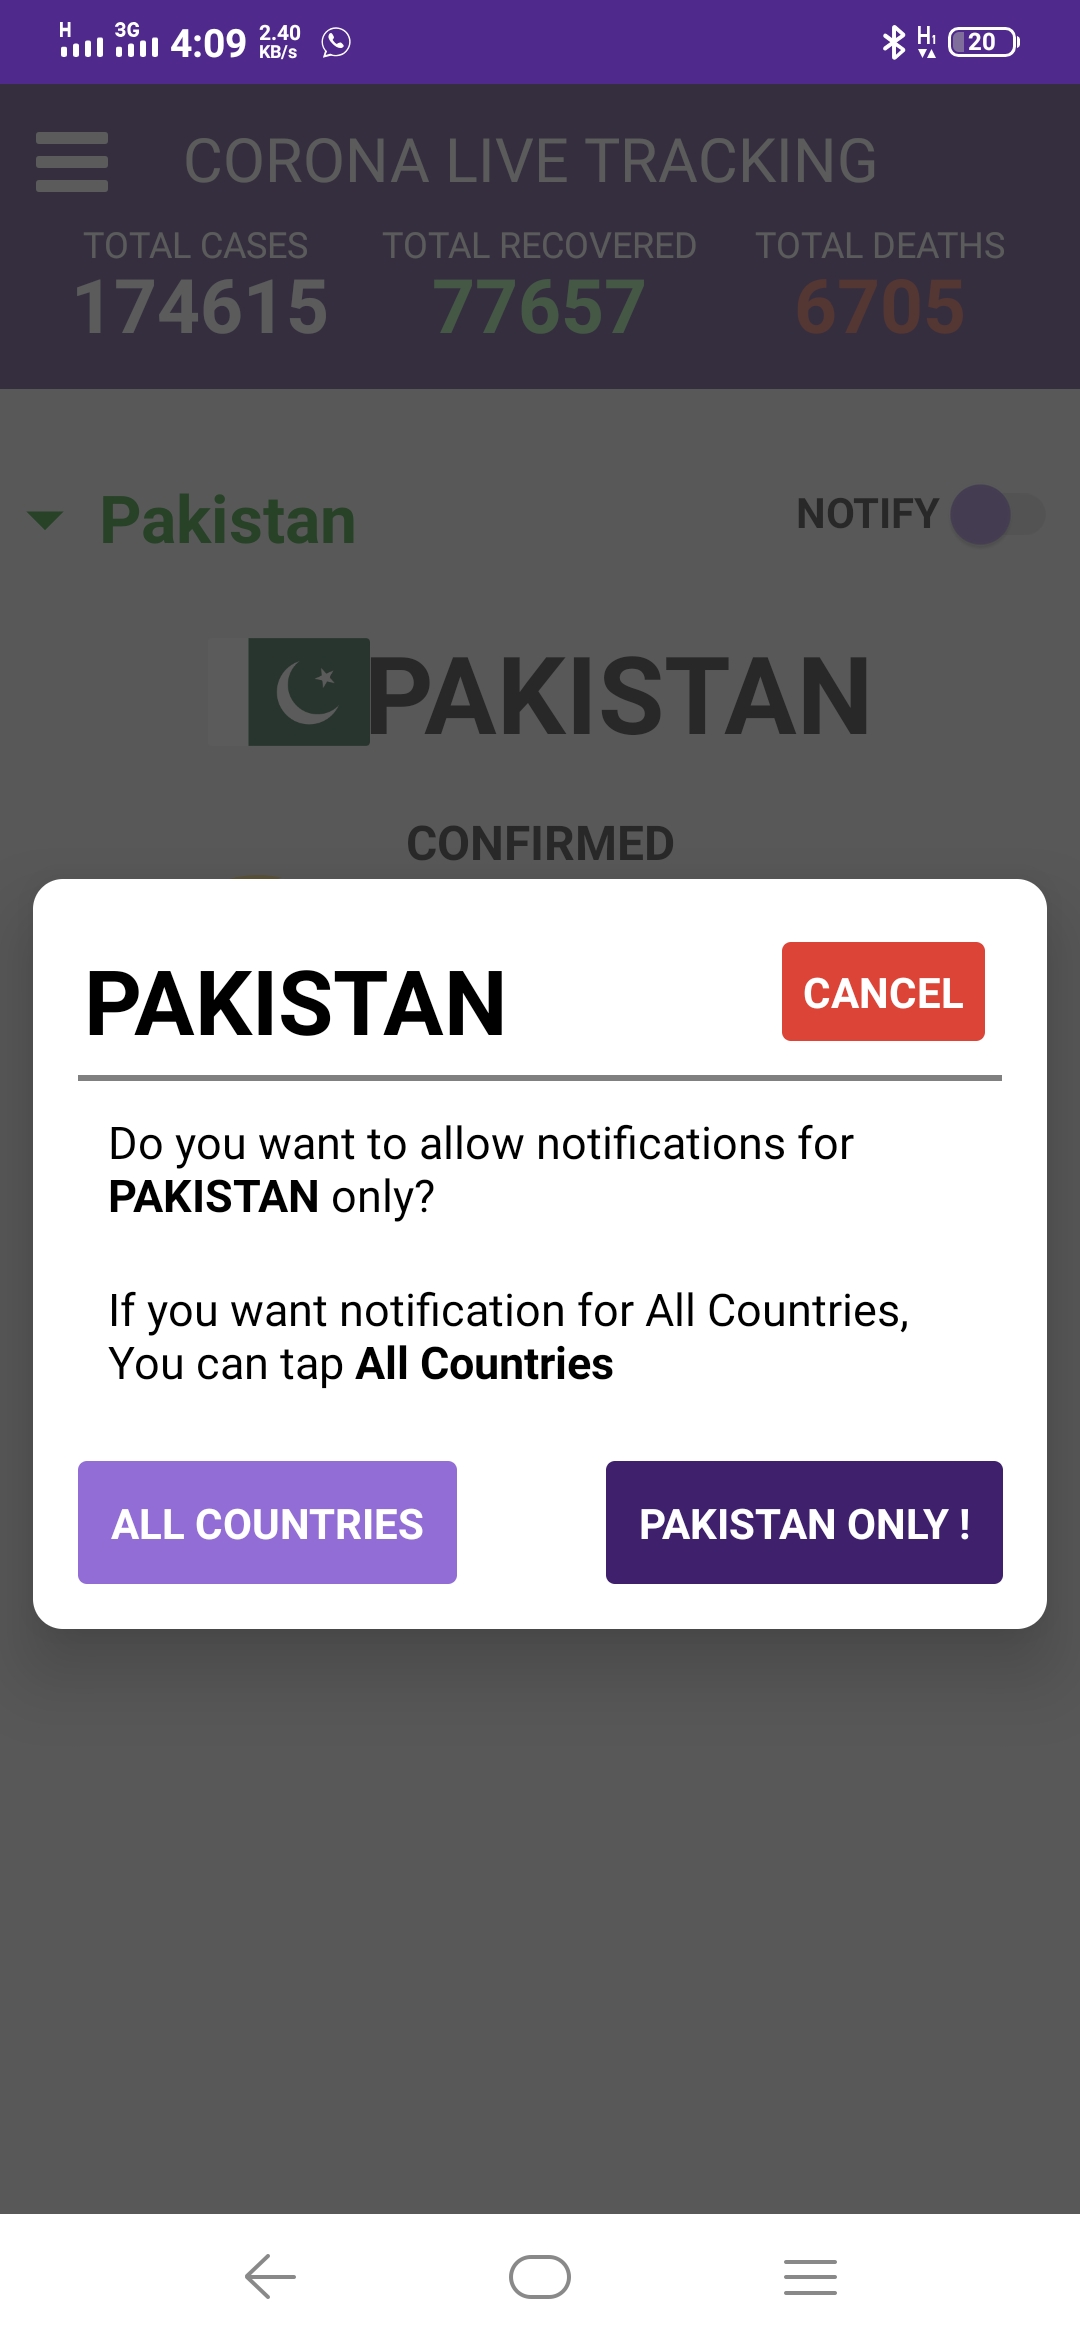 H 3G 4:09 2.40 KB/s H1 20
CORONA LIVE TRACKING
TOTAL CASES TOTAL RECOVERED TOTAL DEATHS
174615 77657 6705
Pakistan NOTIFY
PAKISTAN
CONFIRMED
PAKISTAN CANCEL
Do you want to allow notifications for
PAKISTAN only?
If you want notification for All Countries,
You can tap All Countries
ALL COUNTRIES PAKISTAN ONLY !